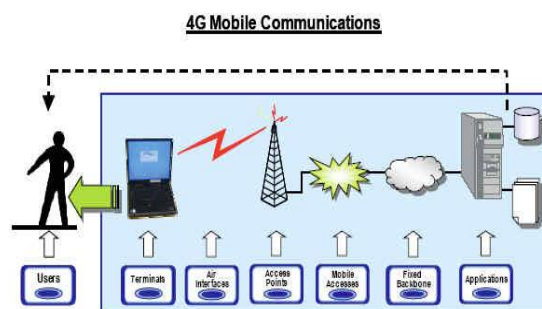 4G Mobile Communications
Users
Terminals
Air
Interfaces
Access
Points
Mobile
Accesses
Fixed
Backbone
Applications